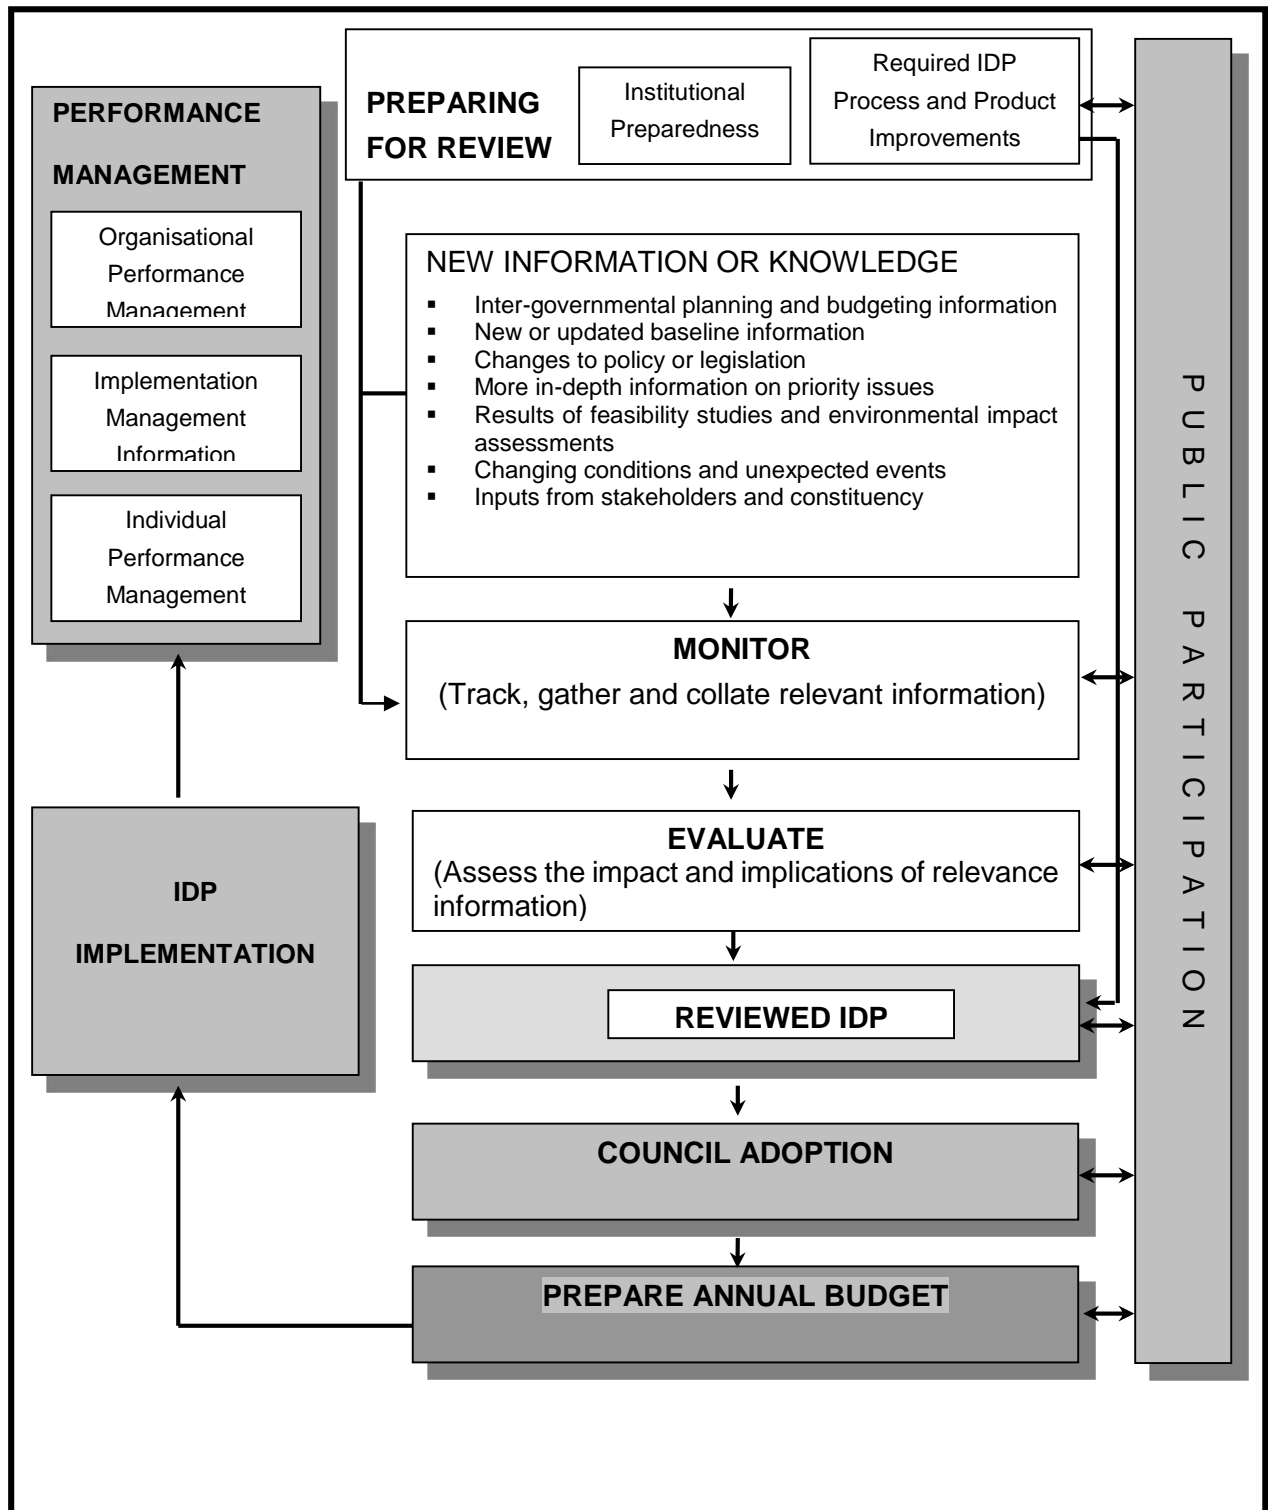 PREPARING
FOR REVIEW
Institutional
Preparedness
Required IDP
Process and Product
Improvements
PERFORMANCE
MANAGEMENT
Organisational
Performance
Management
Implementation
Management
Information
Individual
Performance
Management
NEW INFORMATION OR KNOWLEDGE
▪ Inter-governmental planning and budgeting information
▪ New or updated baseline information
▪ Changes to policy or legislation
▪ More in-depth information on priority issues
▪ Results of feasibility studies and environmental impact
assessments
▪ Changing conditions and unexpected events
▪ Inputs from stakeholders and constituency
MONITOR
(Track, gather and collate relevant information)
EVALUATE
(Assess the impact and implications of relevance
information)
IDP
IMPLEMENTATION
REVIEWED IDP
COUNCIL ADOPTION
PREPARE ANNUAL BUDGET
PUBLIC PARTICIPATION